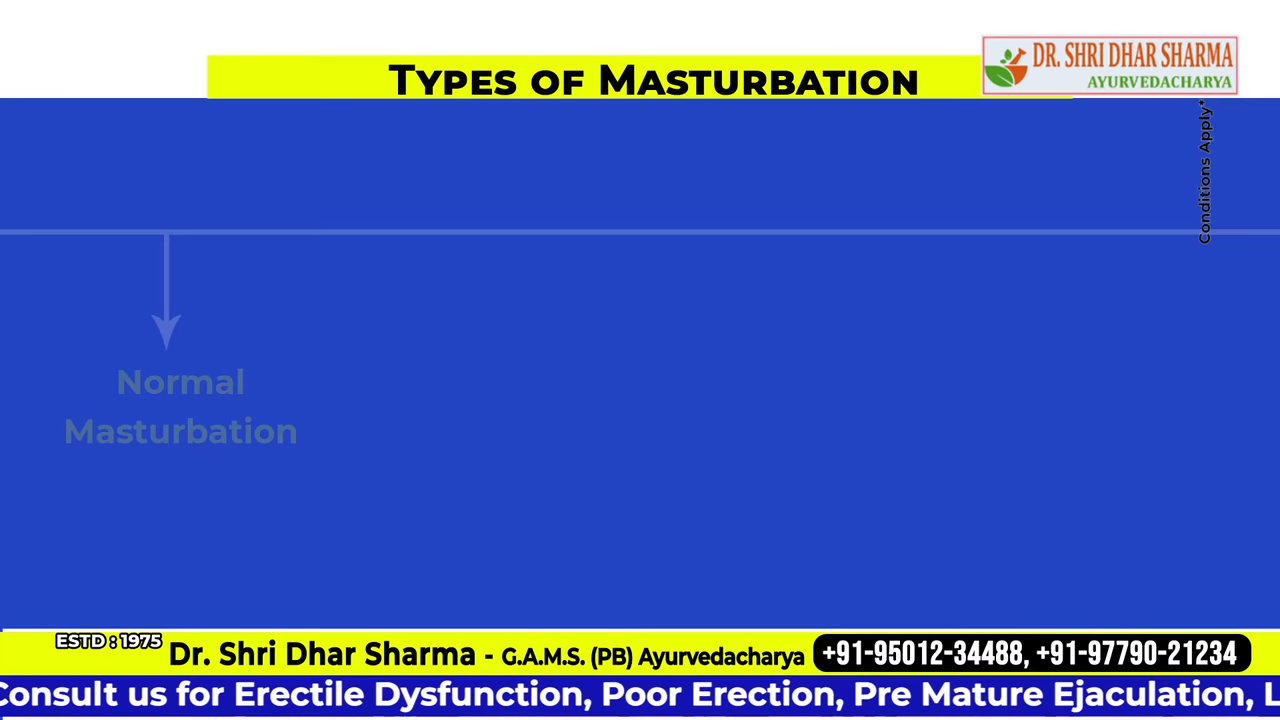 Types of Masturbation
DR. SHRI DHAR SHARMA
AYURVEDACHARYA
Conditions Apply*
Normal
Masturbation
ESTD : 1975
Dr. Shri Dhar Sharma - G.A.M.S. (PB) Ayurvedacharya
+91-95012-34488, +91-97790-21234
Consult us for Erectile Dysfunction, Poor Erection, Pre Mature Ejaculation, L